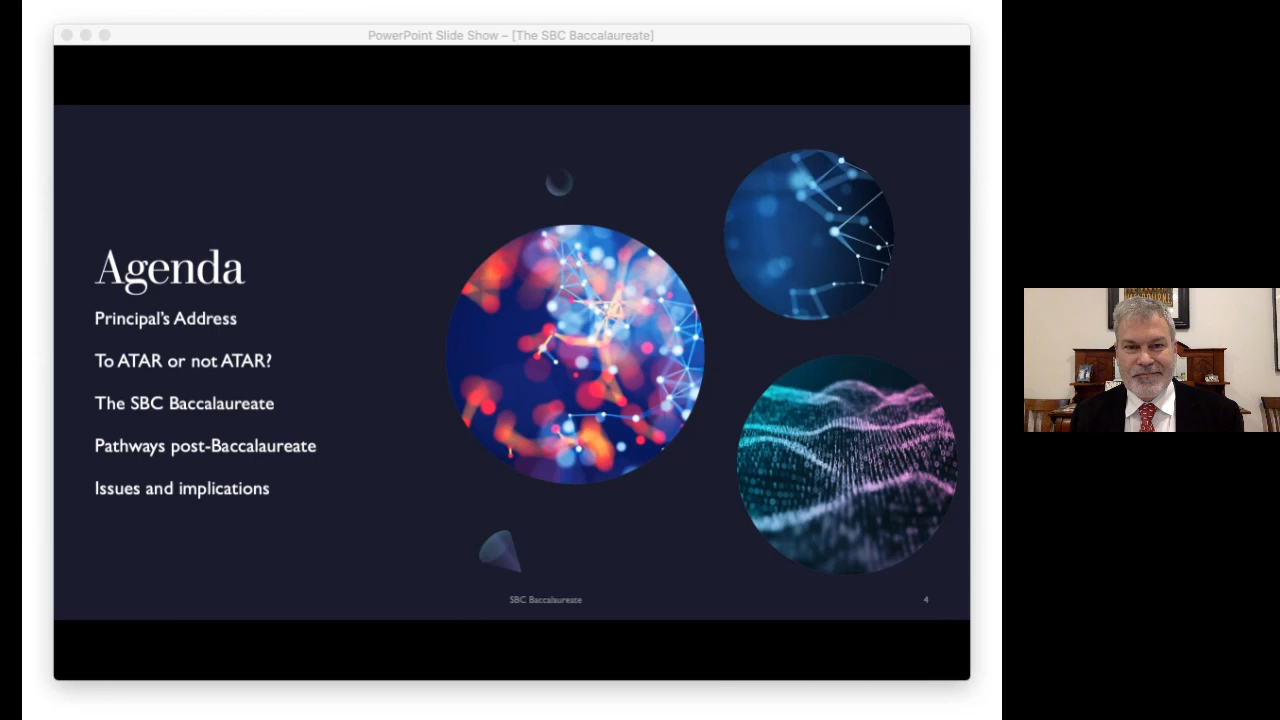 PowerPoint Slide Show – [The SBC Baccalaureate]
Agenda
Principal's Address
To ATAR or not ATAR?
The SBC Baccalaureate
Pathways post-Baccalaureate
Issues and implications
SBC Baccalaureate
4